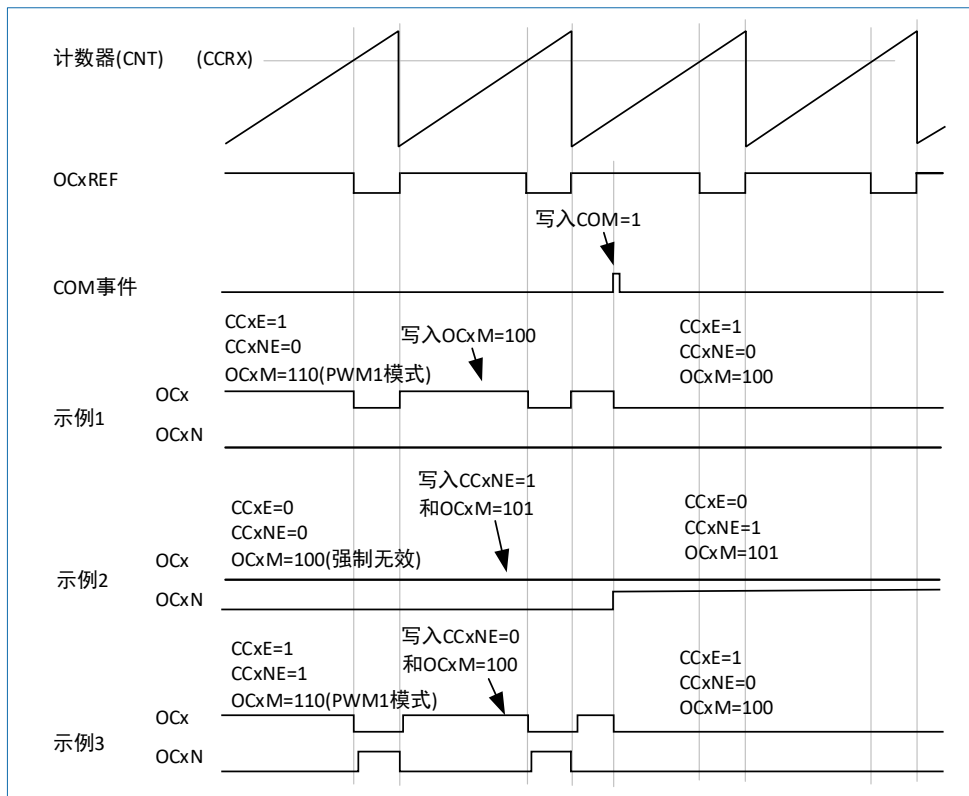 计数器(CNT) (CCRX)
OCxREF
写入COM=1
COM事件
CCxE=1
CCxNE=0
OCxM=110(PWM1模式)
写入OCxM=100
CCxE=1
CCxNE=0
OCxM=100
OCx
示例1
OCxN
CCxE=0
CCxNE=0
OCxM=100(强制无效)
写入CCxNE=1
和OCxM=101
CCxE=0
CCxNE=1
OCxM=101
OCx
示例2
OCxN
CCxE=1
CCxNE=1
OCxM=110(PWM1模式)
写入CCxNE=0
和OCxM=100
CCxE=1
CCxNE=0
OCxM=100
OCx
示例3
OCxN